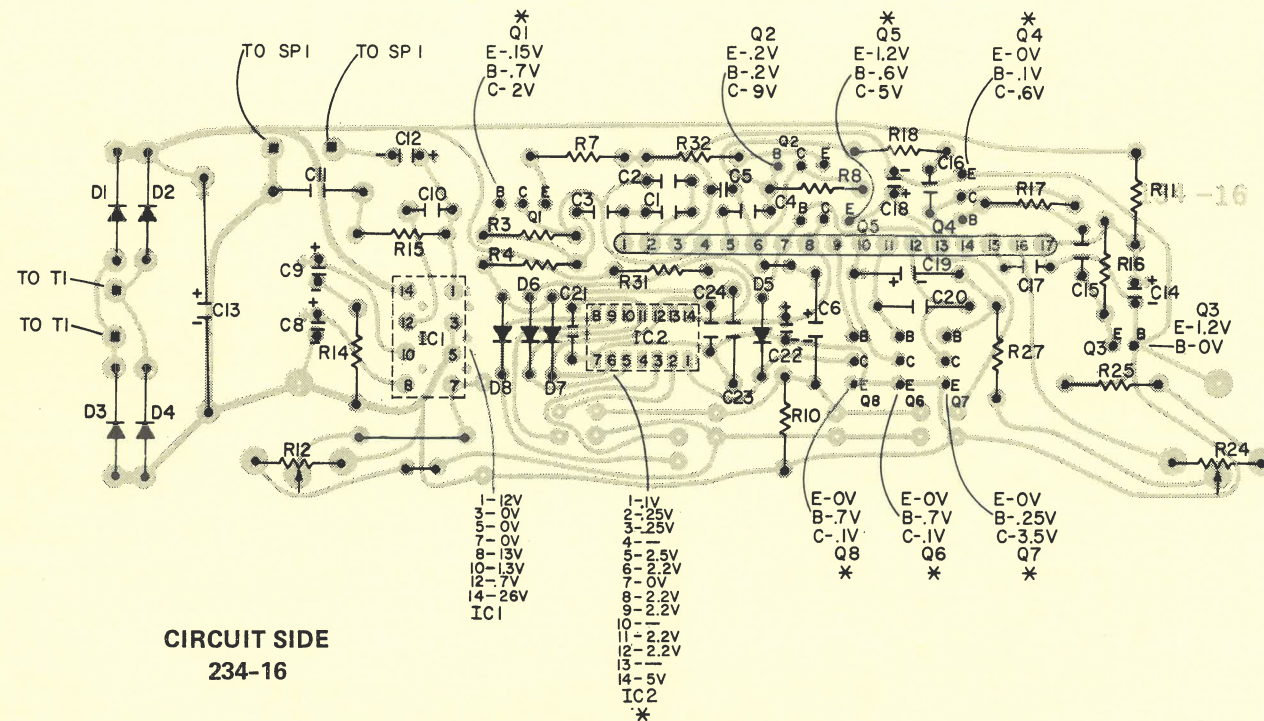 TO SP1
TO SP1
*
Q1
E-.15V
B-.7V
C-2V
Q2
E-.2V
B-.2V
C-9V
*
Q5
E-1.2V
B-.6V
C-5V
*
Q4
E-0V
B-.1V
C-.6V
D1
D2
C11
C12
- +
C10
R15
R7
R32
B C E
Q1
C2
C3
C1
C5
C4
R3
R4
Q2
B C E
R8
B C E
Q5
R18
-
+
C18
C16
E
C
B
Q4
R17
R11
234-16
1 2 3 4 5 6 7 8 9 10 11 12 13 14 15 16 17
TO T1
TO T1
+
-
C13
+
C9
+
C8
R14
14 1
12 3
10 5
8 7
IC1
D6
D8
D7
C21
R31
8 9 10 11 12 13 14
IC2
7 6 5 4 3 2 1
C24
C23
D5
+
-
C22
+
C6
+ -
C19
C20
C17
C15
R16
+
C14
B
C
E
Q8
B
C
E
Q6
B
C
E
Q7
R27
R10
Q3
E B
Q3
E-1.2V
B-0V
R25
D3
D4
R12
R24
1-12V
3-0V
5-0V
7-0V
8-13V
10-1.3V
12-.7V
14-26V
IC1
1-.1V
2-.25V
3-.25V
4-—
5-2.5V
6-2.2V
7-0V
8-2.2V
9-2.2V
10-—
11-2.2V
12-2.2V
13-—
14-5V
IC2
*
E-0V
B-.7V
C-.1V
Q8
*
E-0V
B-.7V
C-.1V
Q6
*
E-0V
B-.25V
C-3.5V
Q7
*
CIRCUIT SIDE
234-16